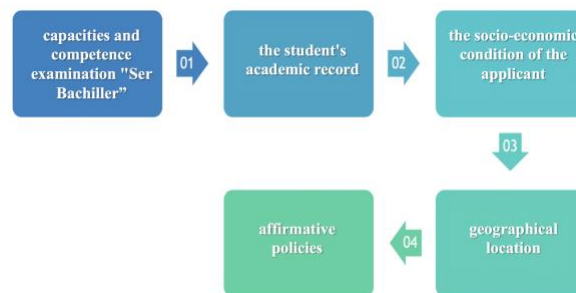 capacities and
competence
examination "Ser
Bachiller”
01
the student's
academic record
02
the socio-economic
condition of the
applicant
03
geographical
location
04
affirmative
policies